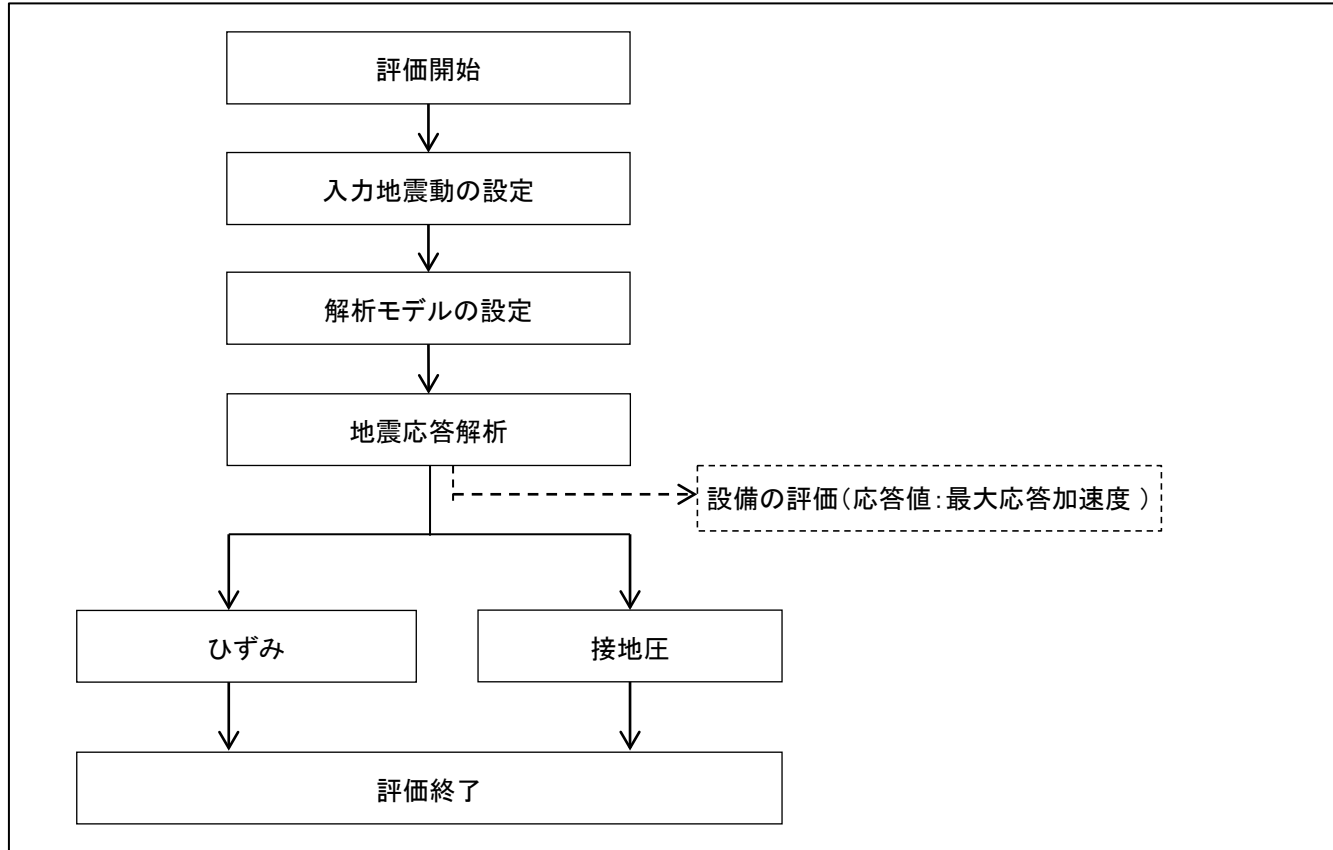 評価開始
入力地震動の設定
解析モデルの設定
地震応答解析
設備の評価(応答値:最大応答加速度 )
ひずみ
接地圧
評価終了